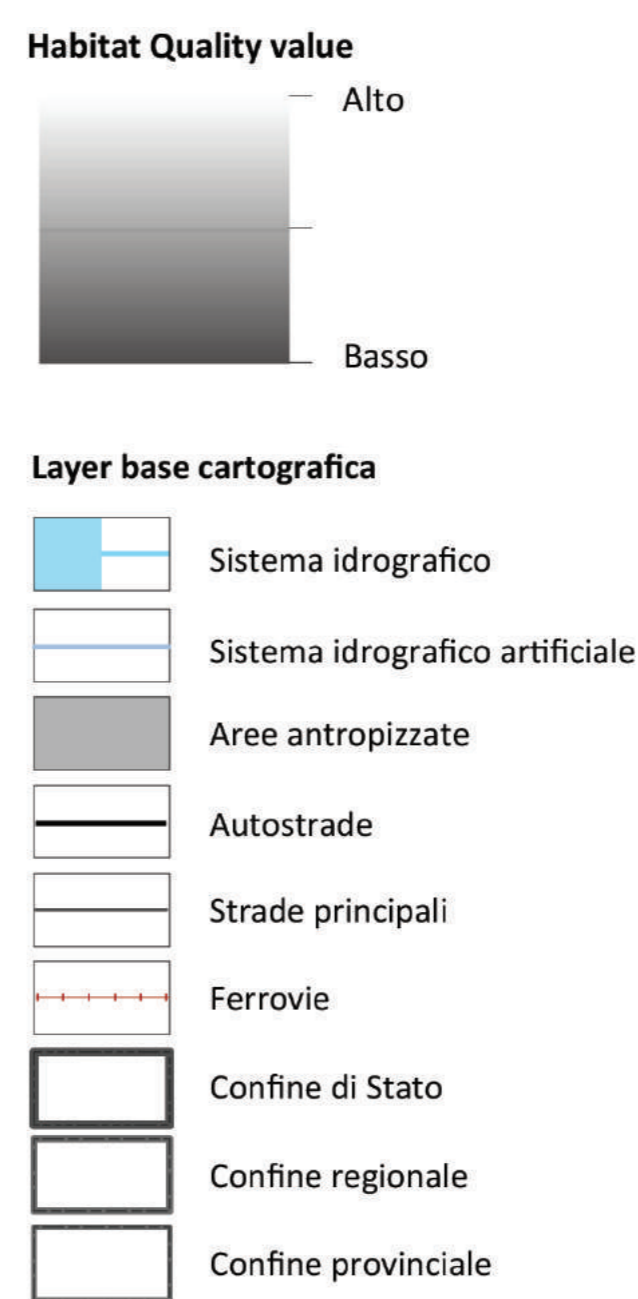 Habitat Quality value
Alto
Basso
Layer base cartografica
Sistema idrografico
Sistema idrografico artificiale
Aree antropizzate
Autostrade
Strade principali
Ferrovie
Confine di Stato
Confine regionale
Confine provinciale